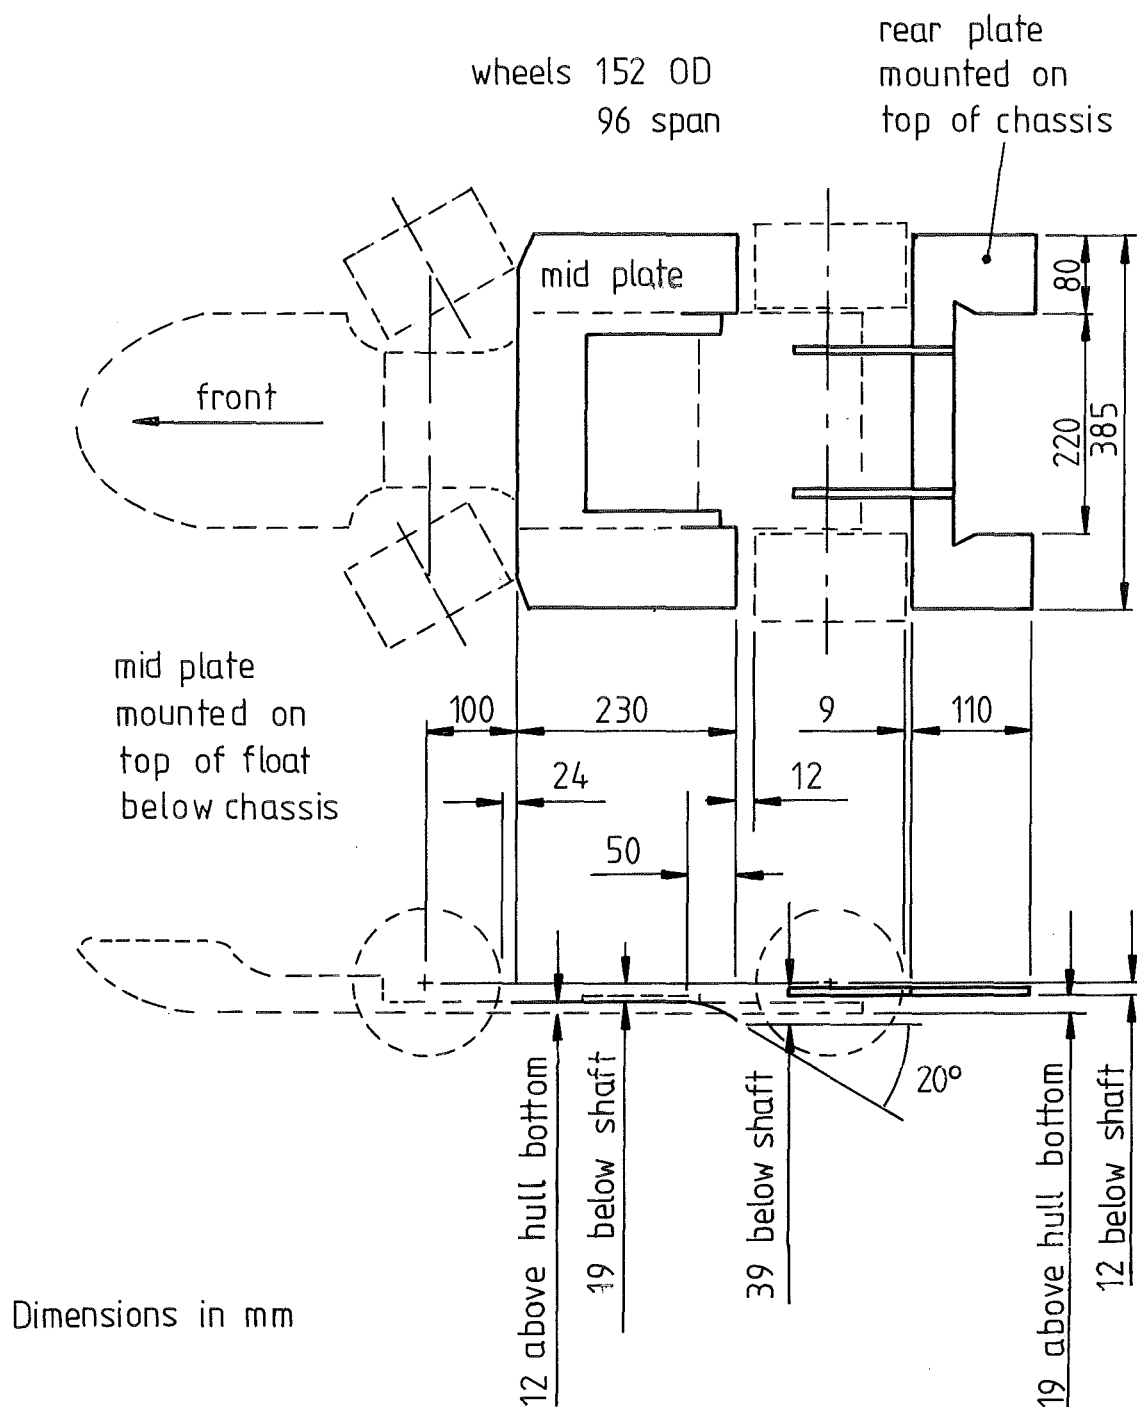 wheels 152 OD
96 span
rear plate
mounted on
top of chassis
mid plate
front
80
220
385
mid plate
mounted on
top of float
below chassis
100
230
9
110
24
12
50
20°
12 above hull bottom
19 below shaft
39 below shaft
19 above hull bottom
12 below shaft
Dimensions in mm